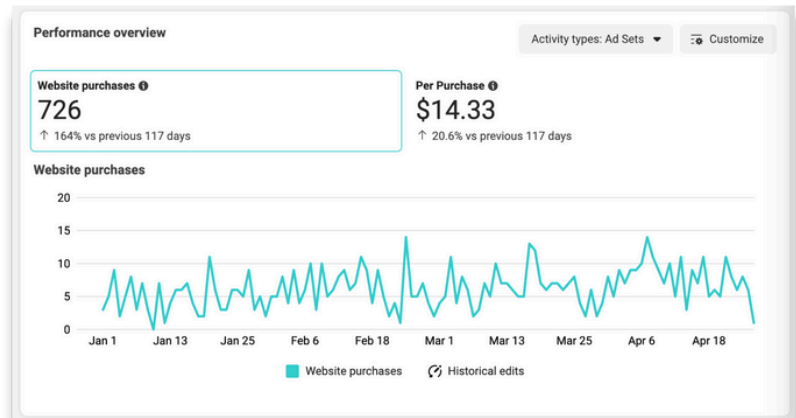 Performance overview
Activity types: Ad Sets
Customize
Website purchases
Per Purchase
726
$14.33
↑ 164% vs previous 117 days
↑ 20.6% vs previous 117 days
Website purchases
20
15
10
5
0
Jan 1 Jan 13 Jan 25 Feb 6 Feb 18 Mar 1 Mar 13 Mar 25 Apr 6 Apr 18
Website purchases Historical edits